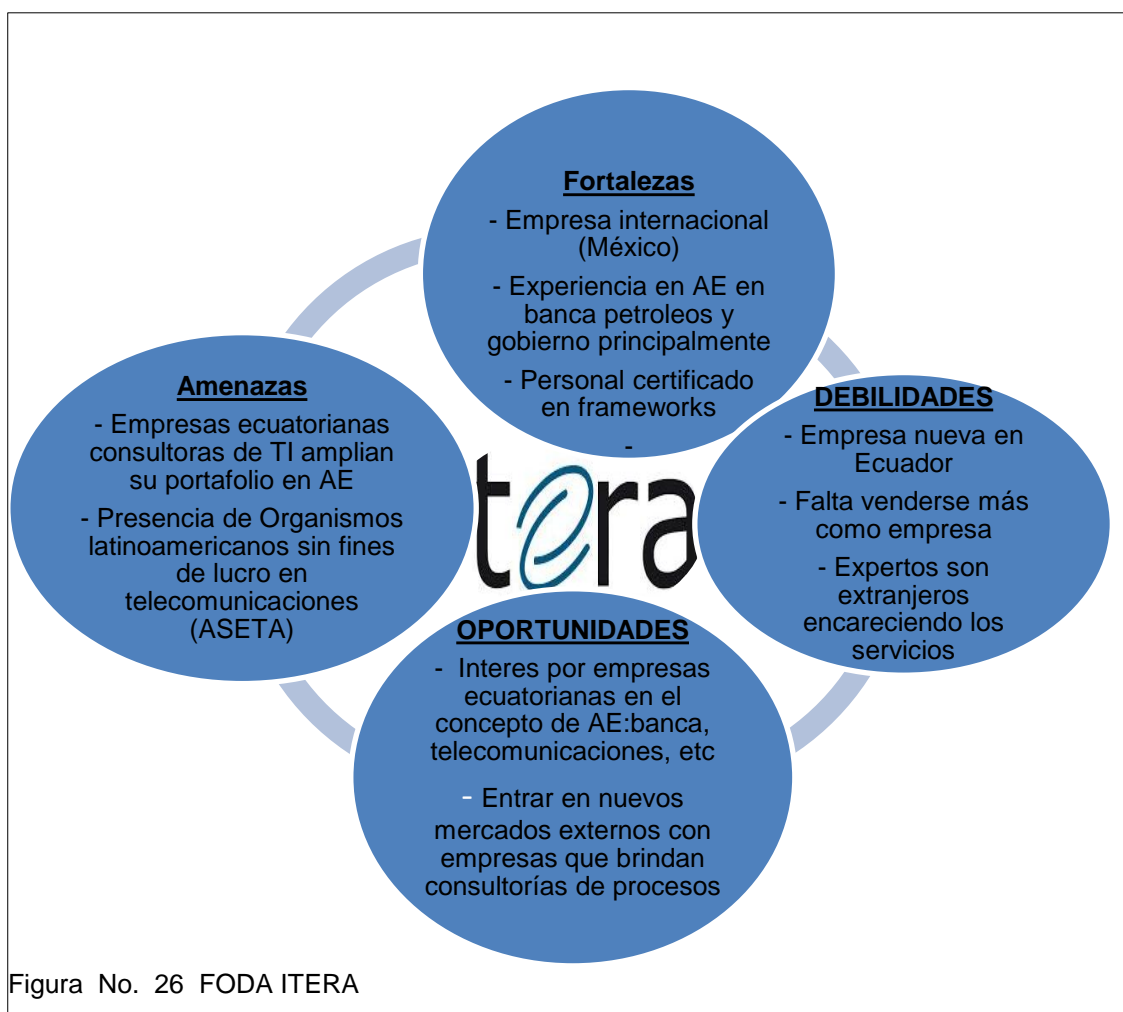 Fortalezas
- Empresa internacional
(México)
- Experiencia en AE en
banca petroleos y
gobierno principalmente
- Personal certificado
en frameworks
-
Amenazas
- Empresas ecuatorianas
consultoras de TI amplian
su portafolio en AE
- Presencia de Organismos
latinoamericanos sin fines
de lucro en
telecomunicaciones
(ASETA)
tera
DEBILIDADES
- Empresa nueva en
Ecuador
- Falta venderse más
como empresa
- Expertos son
extranjeros
encareciendo los
servicios
OPORTUNIDADES
- Interes por empresas
ecuatorianas en el
concepto de AE:banca,
telecomunicaciones, etc
- Entrar en nuevos
mercados externos con
empresas que brindan
consultorías de procesos
Figura No. 26 FODA ITERA